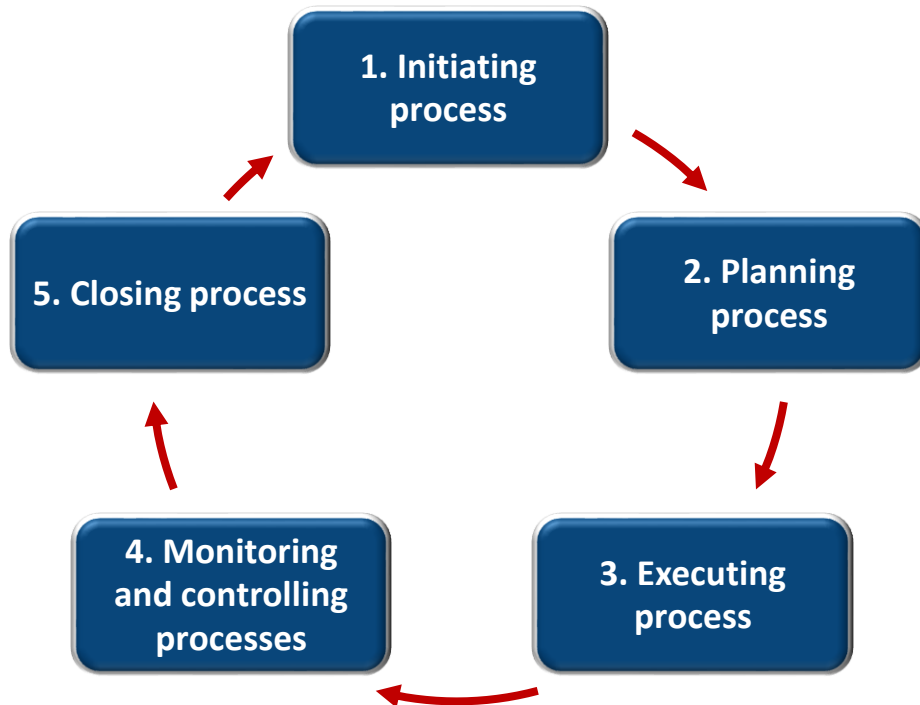 1. Initiating
process
2. Planning
process
3. Executing
process
4. Monitoring
and controlling
processes
5. Closing process